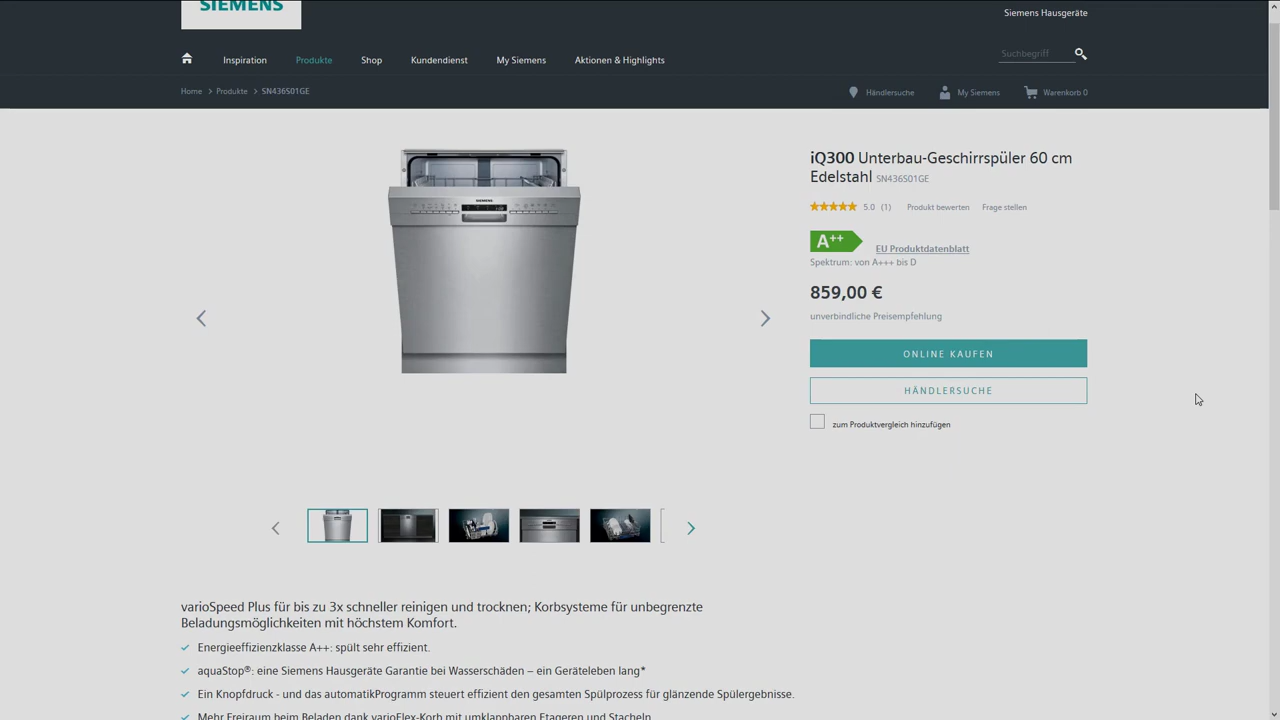 SIEMENS
Siemens Hausgeräte
Inspiration Produkte Shop Kundendienst My Siemens Aktionen & Highlights Suchbegriff
Home > Produkte > SN436S01GE Händlersuche My Siemens Warenkorb 0
iQ300 Unterbau-Geschirrspüler 60 cm
Edelstahl SN436S01GE
5.0 (1) Produkt bewerten Frage stellen
A++ EU Produktdatenblatt
Spektrum: von A+++ bis D
859,00 €
unverbindliche Preisempfehlung
ONLINE KAUFEN
HÄNDLERSUCHE
zum Produktvergleich hinzufügen
SIEMENS
varioSpeed Plus für bis zu 3x schneller reinigen und trocknen; Korbsysteme für unbegrenzte
Beladungsmöglichkeiten mit höchstem Komfort.
Energieeffizienzklasse A++: spült sehr effizient.
aquaStop®: eine Siemens Hausgeräte Garantie bei Wasserschäden – ein Geräteleben lang*
Ein Knopfdruck - und das automatikProgramm steuert effizient den gesamten Spülprozess für glänzende Spülergebnisse.
Mehr Freiraum beim Beladen dank varioFlex-Korb mit umklappbaren Etageren und Stacheln.